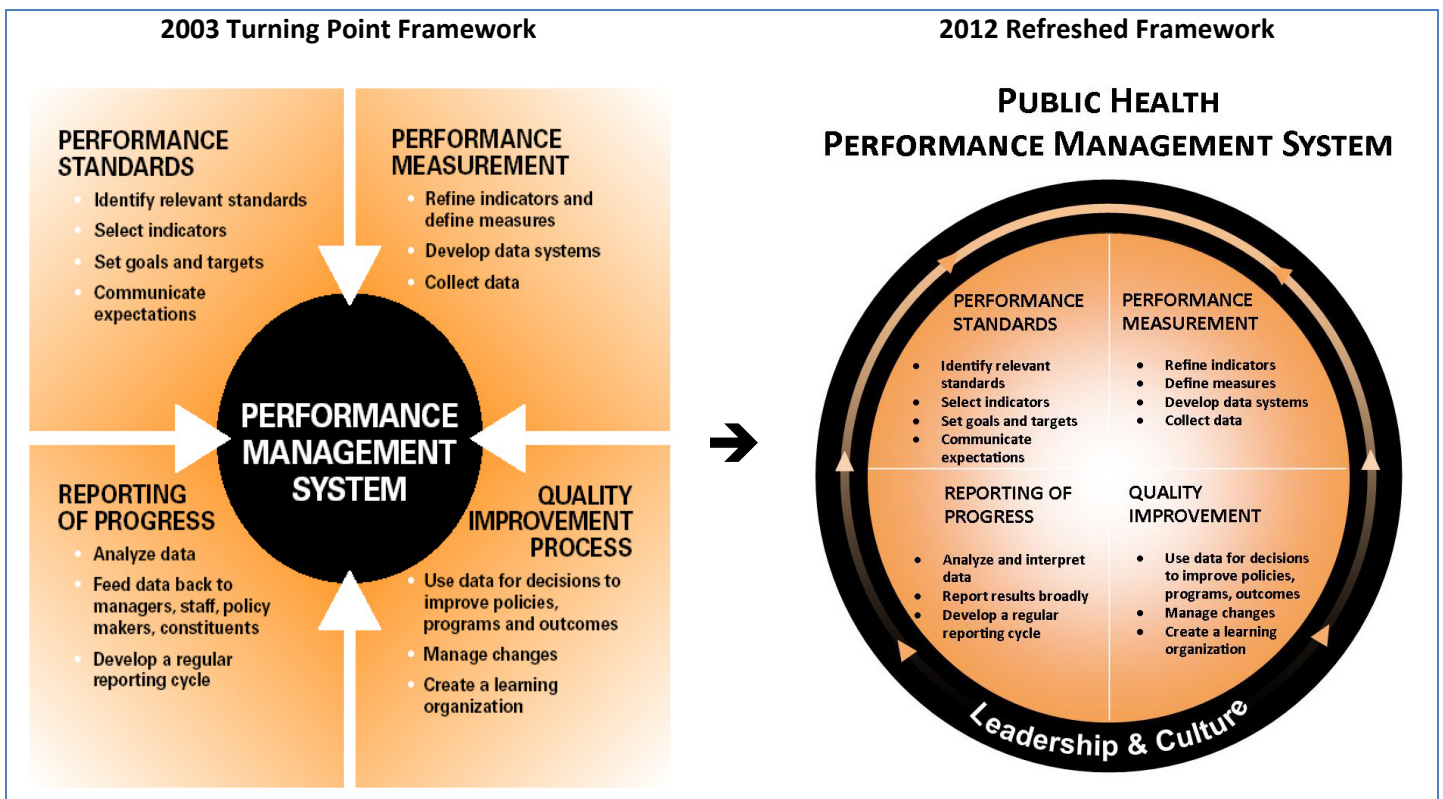 2003 Turning Point Framework
PERFORMANCE
STANDARDS
• Identify relevant standards
• Select indicators
• Set goals and targets
• Communicate
expectations
PERFORMANCE
MEASUREMENT
• Refine indicators and
define measures
• Develop data systems
• Collect data
PERFORMANCE
MANAGEMENT
SYSTEM
REPORTING
OF PROGRESS
• Analyze data
• Feed data back to
managers, staff, policy
makers, constituents
• Develop a regular
reporting cycle
QUALITY
IMPROVEMENT
PROCESS
• Use data for decisions to
improve policies,
programs and outcomes
• Manage changes
• Create a learning
organization
2012 Refreshed Framework
PUBLIC HEALTH
PERFORMANCE MANAGEMENT SYSTEM
PERFORMANCE
STANDARDS
• Identify relevant
standards
• Select indicators
• Set goals and targets
• Communicate
expectations
PERFORMANCE
MEASUREMENT
• Refine indicators
• Define measures
• Develop data systems
• Collect data
REPORTING OF
PROGRESS
• Analyze and interpret
data
• Report results broadly
• Develop a regular
reporting cycle
QUALITY
IMPROVEMENT
• Use data for decisions
to improve policies,
programs, outcomes
• Manage changes
• Create a learning
organization
Leadership & Culture